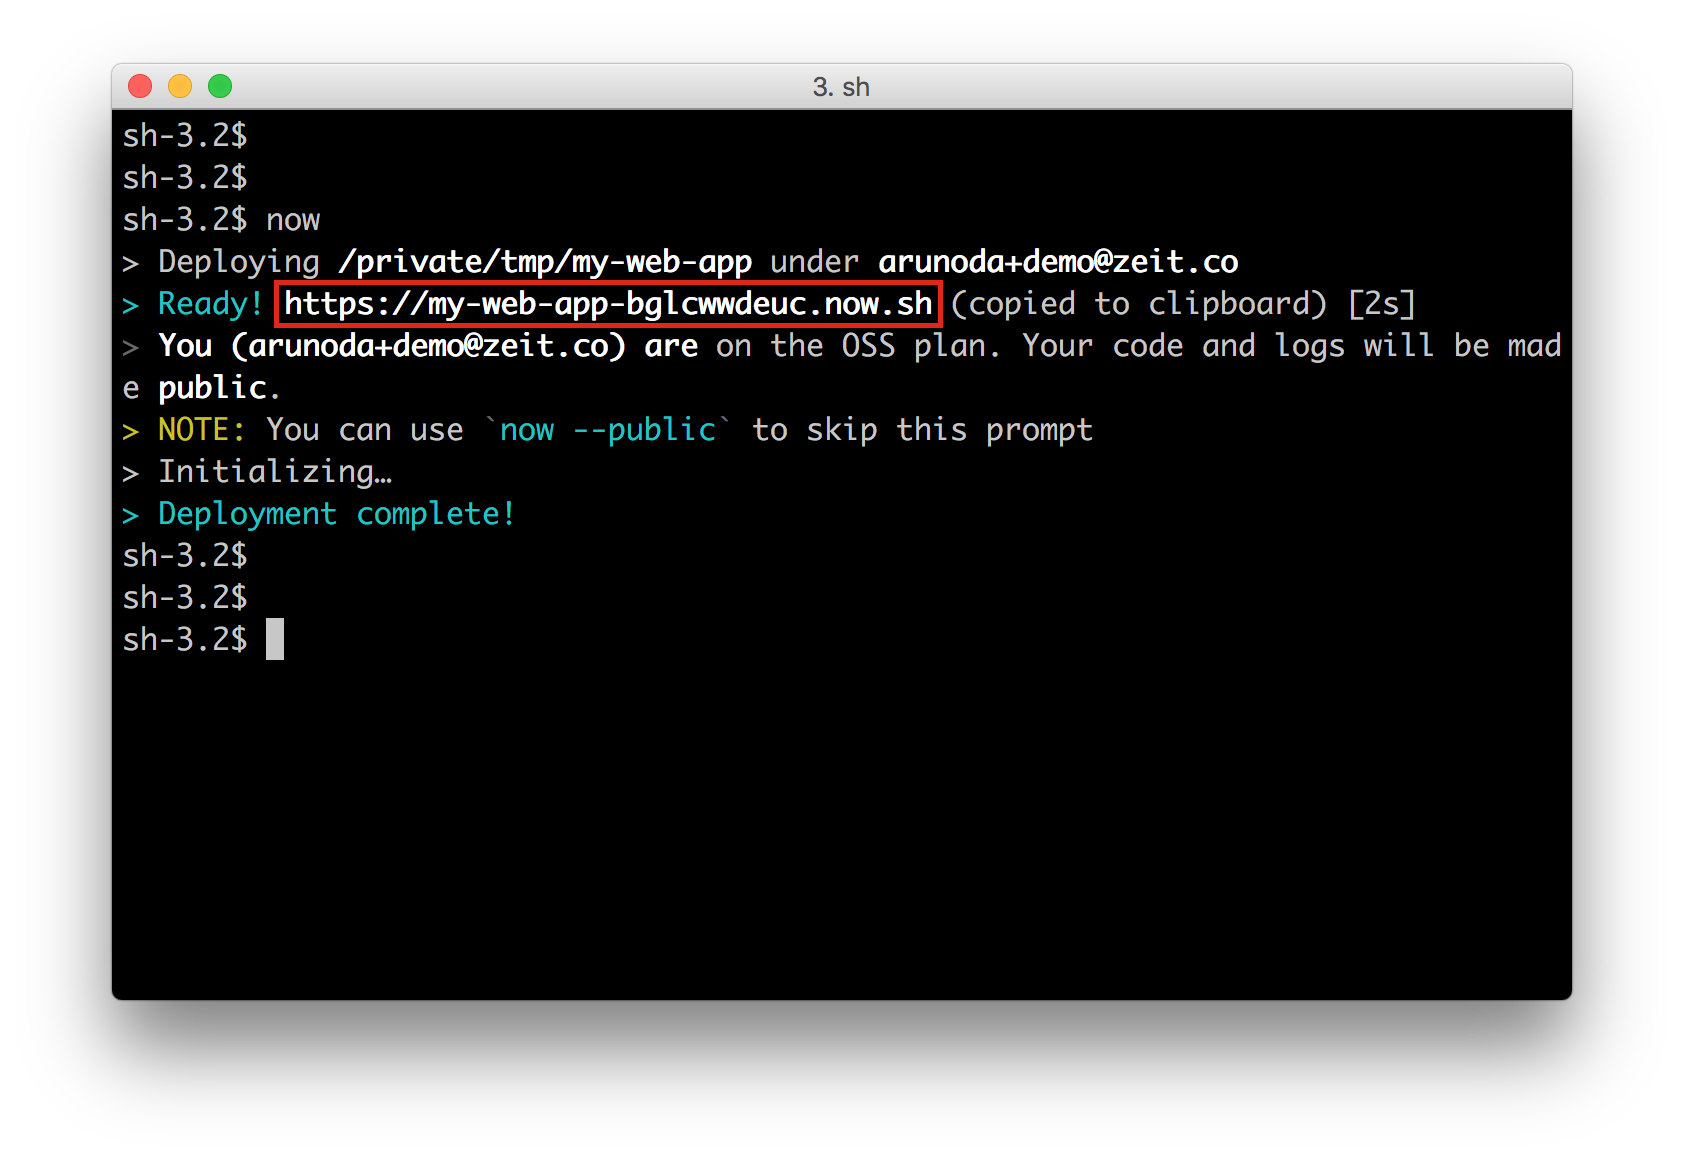 3. sh
sh-3.2$
sh-3.2$
sh-3.2$ now
> Deploying /private/tmp/my-web-app under arunoda+demo@zeit.co
> Ready! https://my-web-app-bglcwwdeuc.now.sh (copied to clipboard) [2s]
> You (arunoda+demo@zeit.co) are on the OSS plan. Your code and logs will be mad
e public.
> NOTE: You can use `now --public` to skip this prompt
> Initializing…
> Deployment complete!
sh-3.2$
sh-3.2$
sh-3.2$